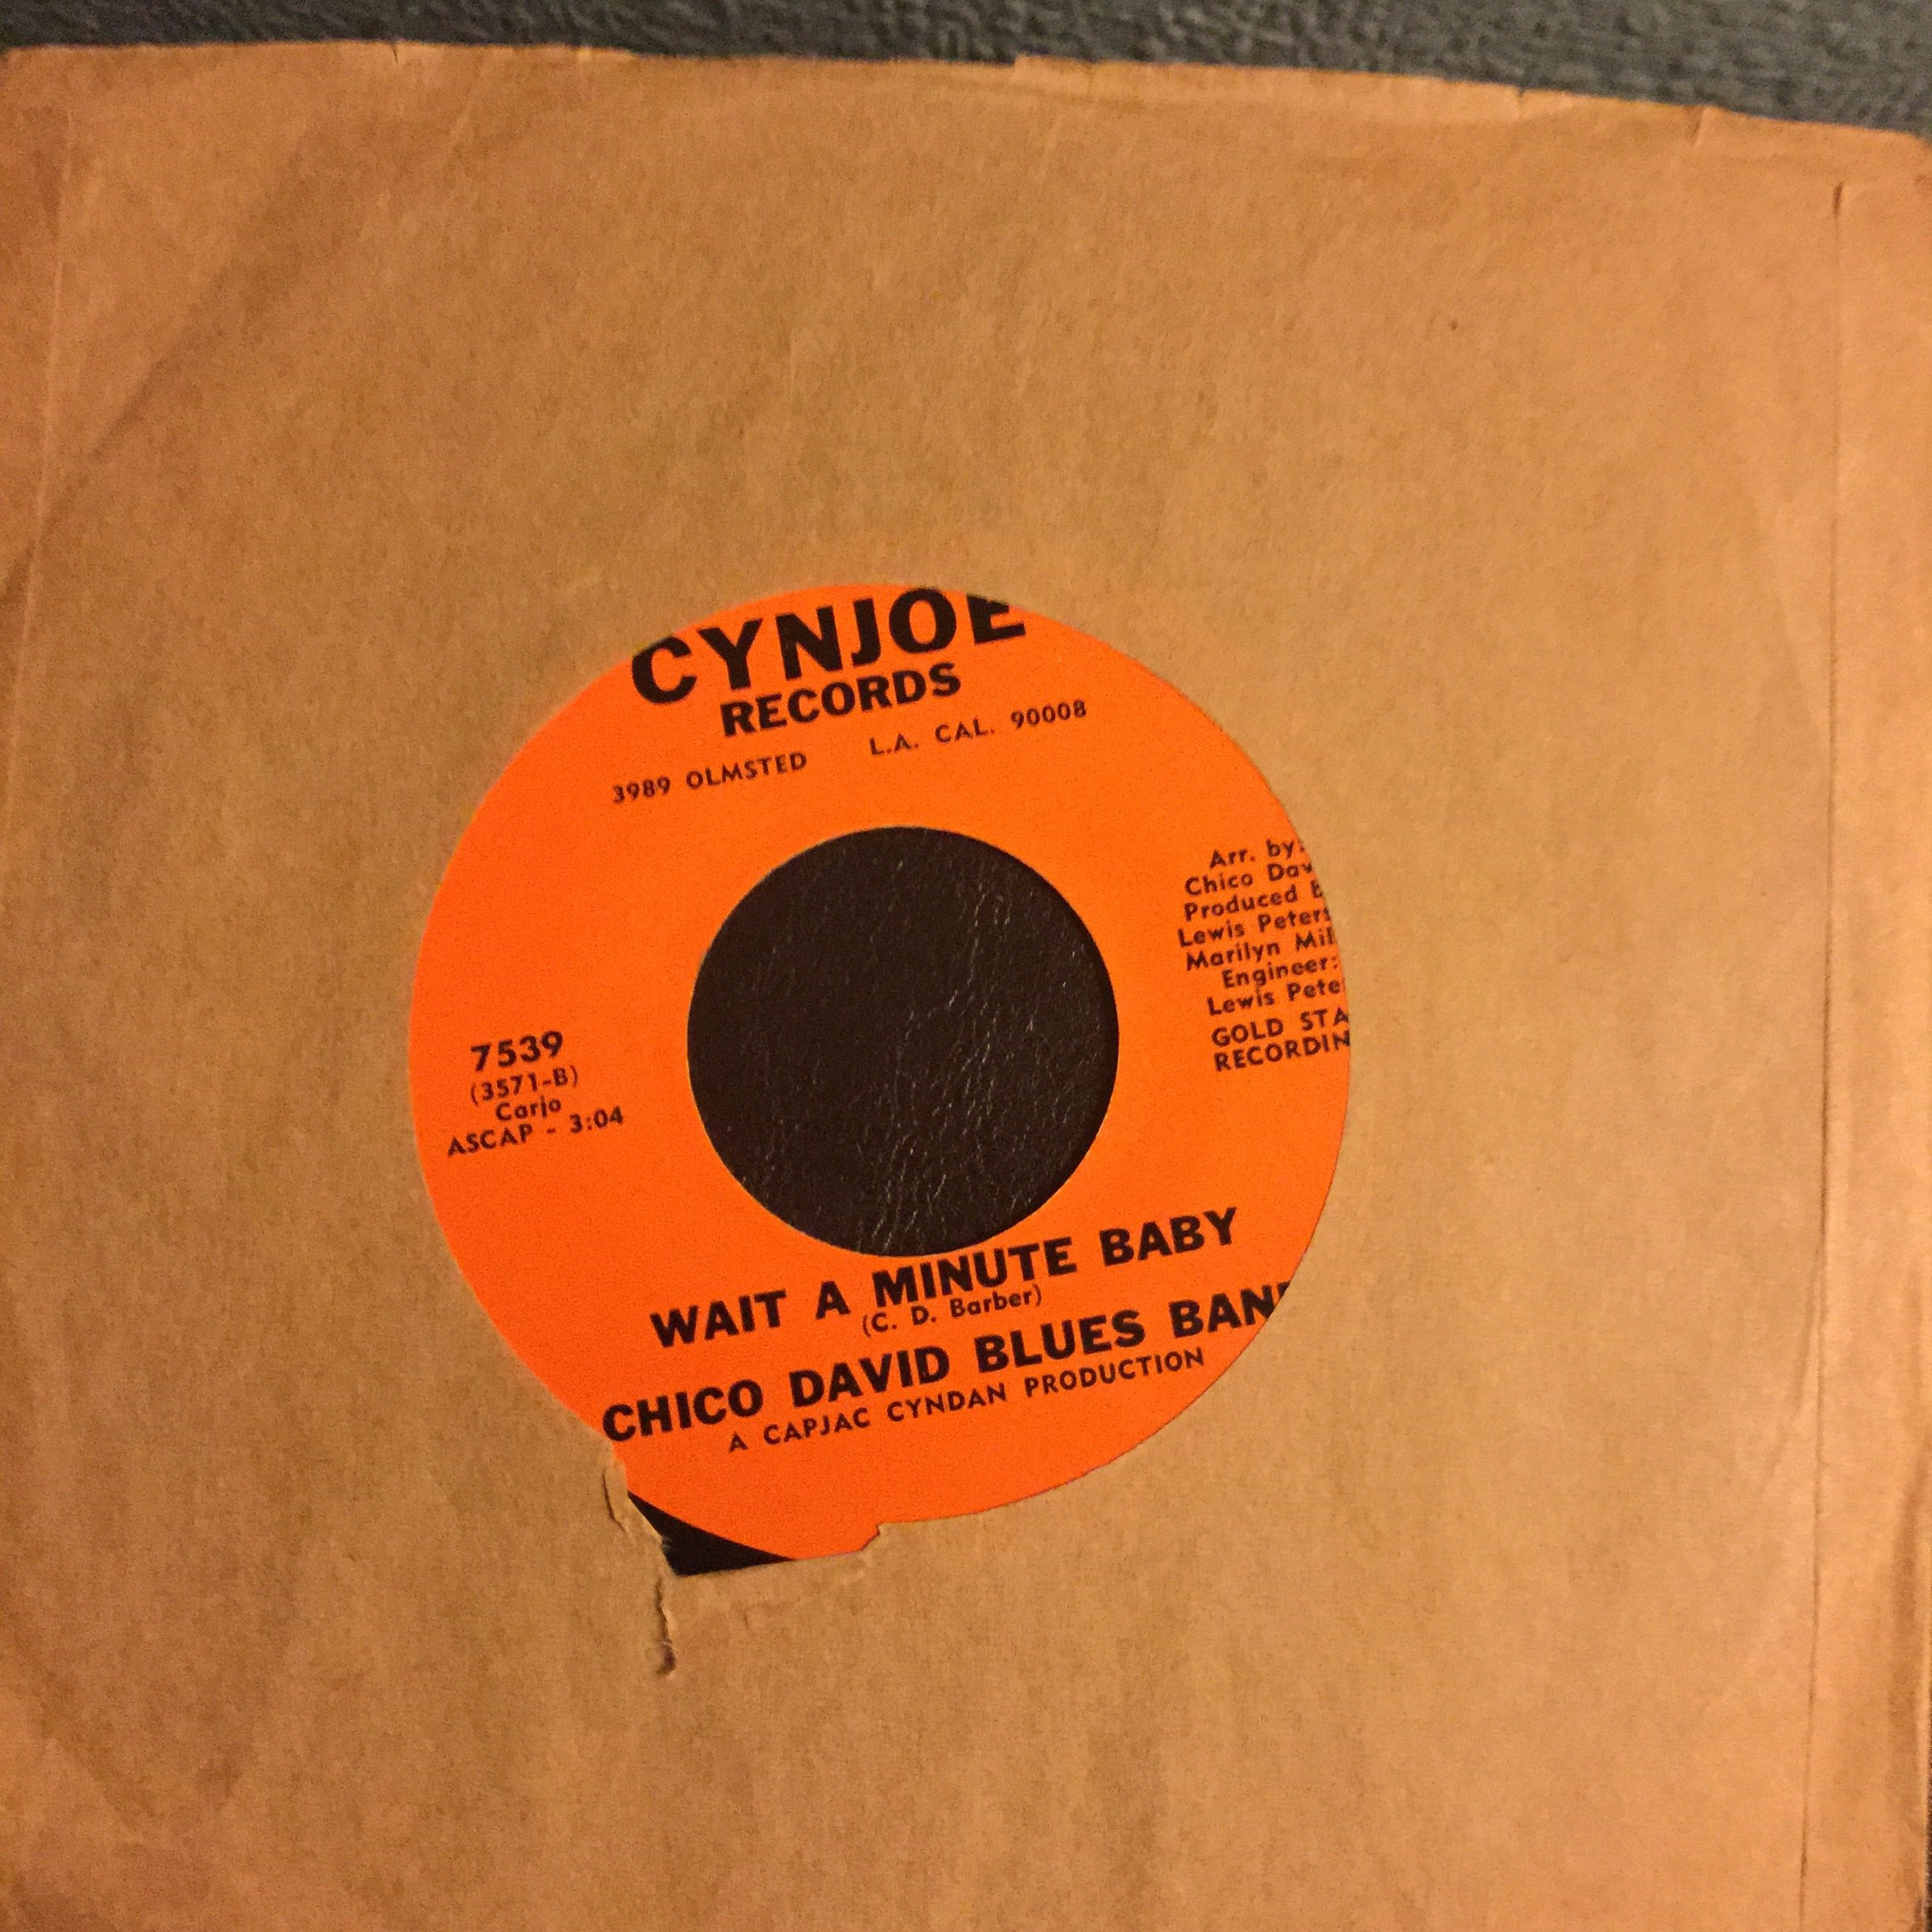 CYNJOE
RECORDS
3989 OLMSTED L.A. CAL. 90008
Arr. by:
Chico Dav
Produced b
Lewis Peters
Marilyn Mil
Engineer:
Lewis Pete
GOLD STA
RECORDIN
7539
(3571-B)
Carjo
ASCAP - 3:04
WAIT A MINUTE BABY
(C. D. Barber)
CHICO DAVID BLUES BAN
A CAPJAC CYNDAN PRODUCTION